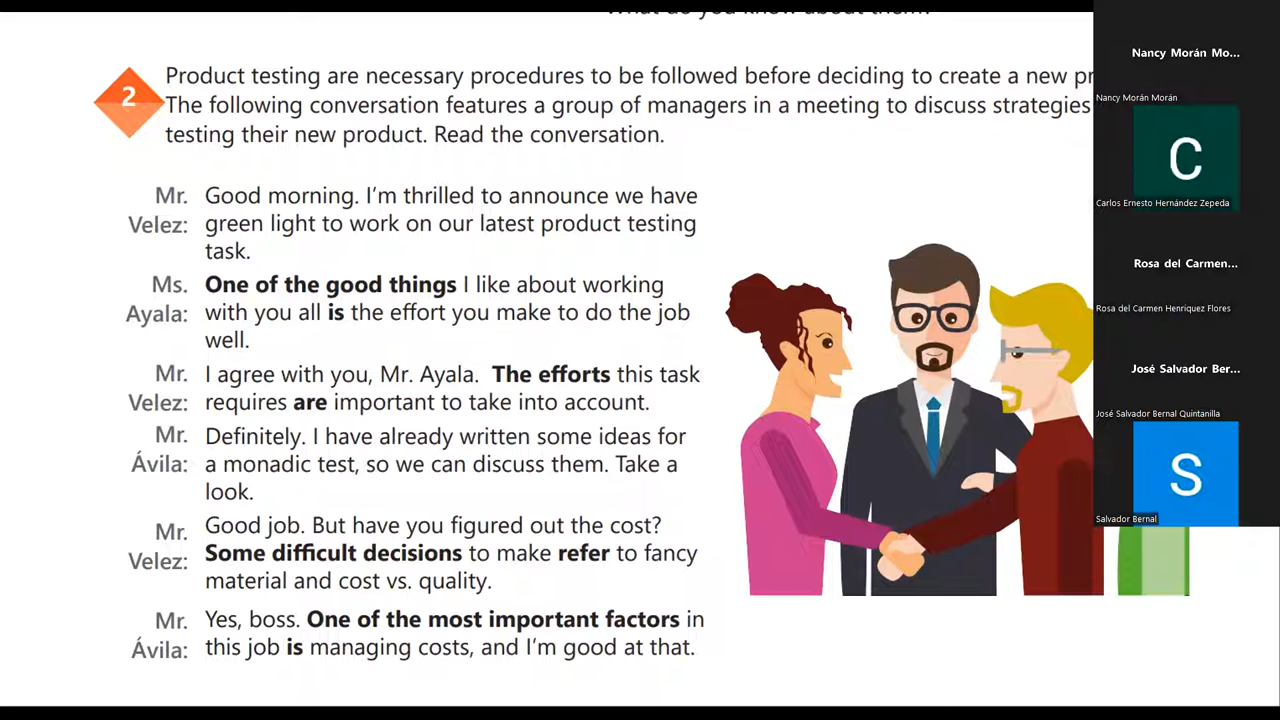 What do you know about them?
2
Product testing are necessary procedures to be followed before deciding to create a new
The following conversation features a group of managers in a meeting to discuss strategies
testing their new product. Read the conversation.
Mr. Velez:
Good morning. I'm thrilled to announce we have
green light to work on our latest product testing
task.
Ms. Ayala:
One of the good things I like about working
with you all is the effort you make to do the job
well.
Mr. Velez:
I agree with you, Mr. Ayala. The efforts this task
requires are important to take into account.
Mr. Ávila:
Definitely. I have already written some ideas for
a monadic test, so we can discuss them. Take a
look.
Mr. Velez:
Good job. But have you figured out the cost?
Some difficult decisions to make refer to fancy
material and cost vs. quality.
Mr. Ávila:
Yes, boss. One of the most important factors in
this job is managing costs, and I'm good at that.
Nancy Morán Mo...
Nancy Morán Morán
C
Carlos Ernesto Hernández Zepeda
Rosa del Carmen...
Rosa del Carmen Henriquez Flores
José Salvador Ber...
José Salvador Bernal Quintanilla
S
Salvador Bernal